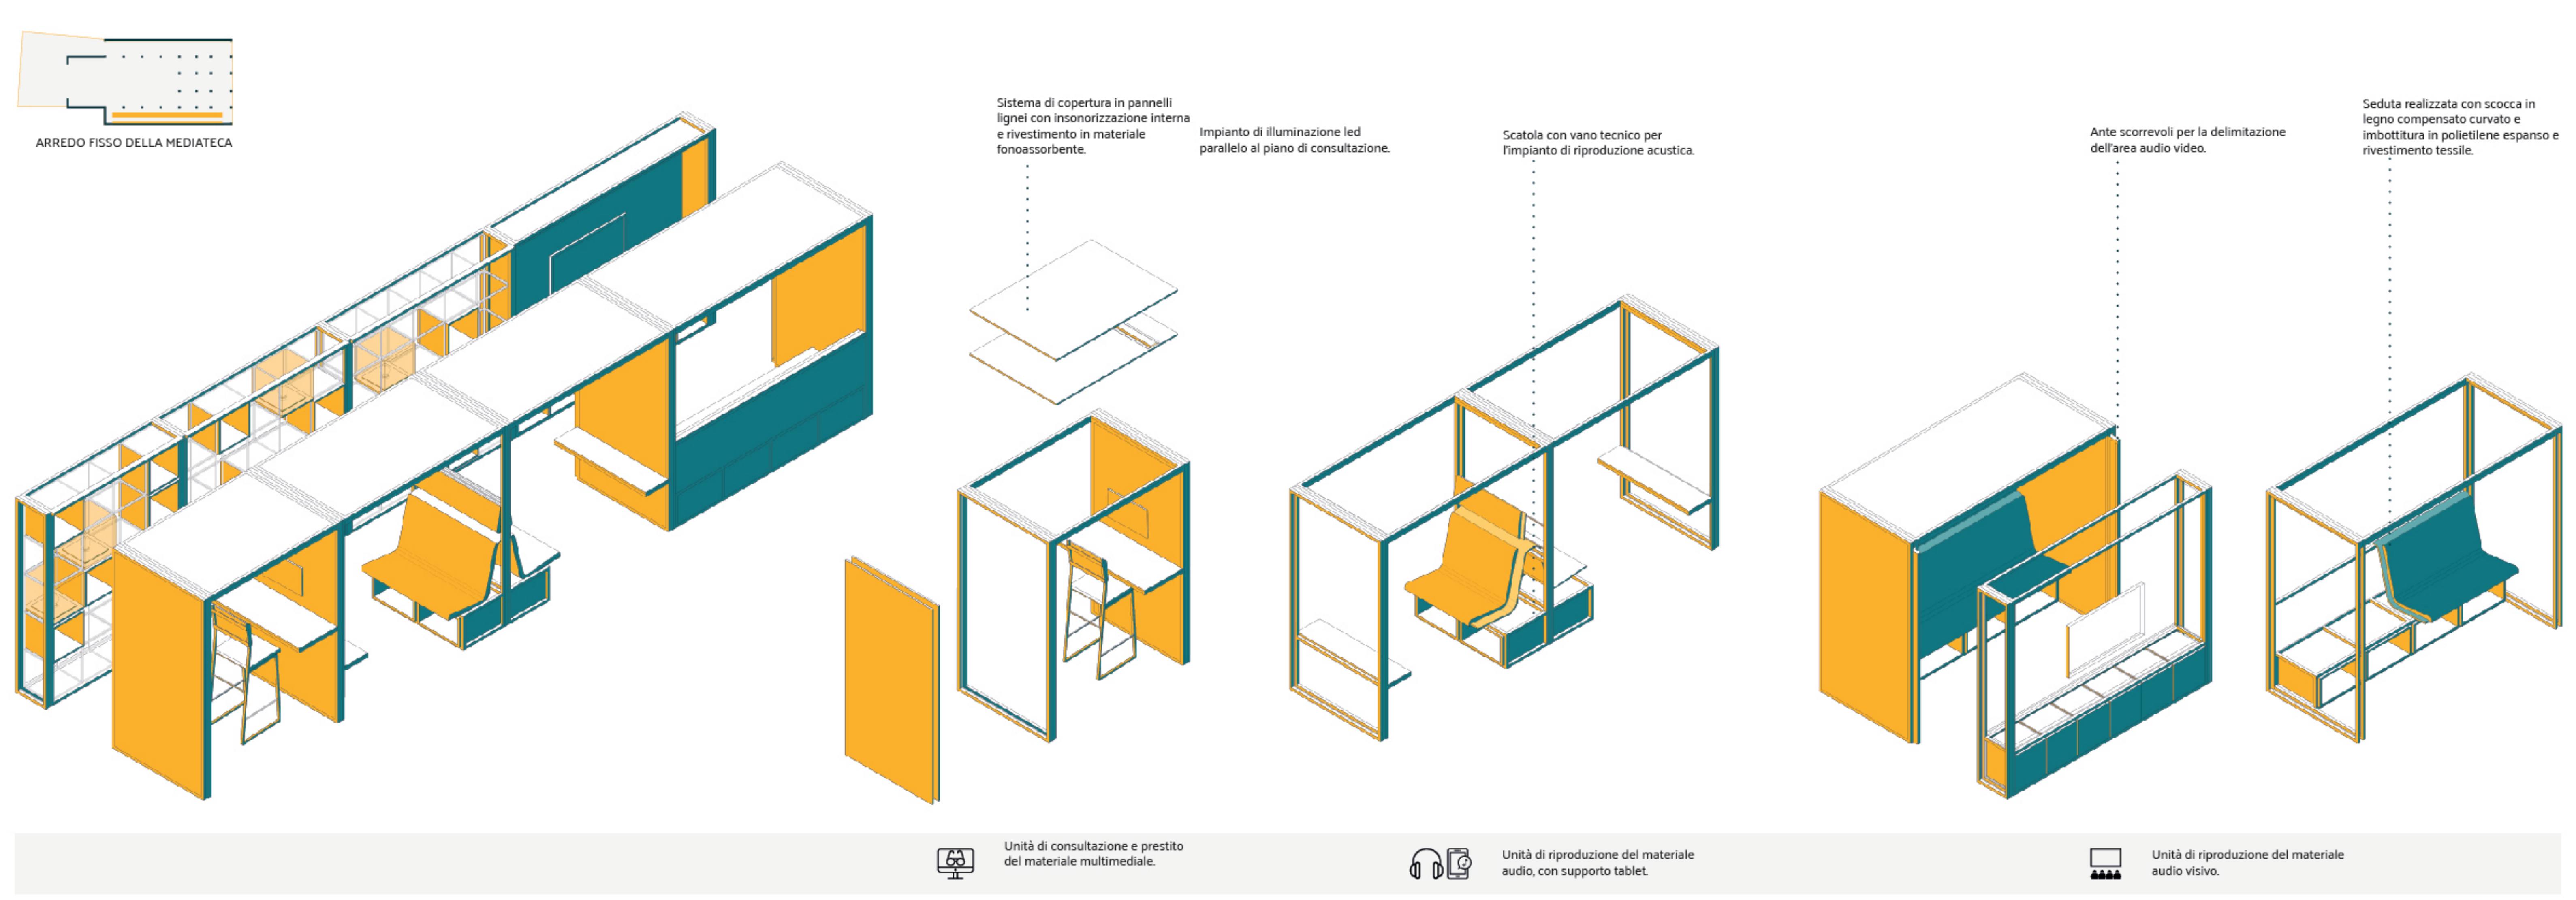 ARREDO FISSO DELLA MEDIATECA
Sistema di copertura in pannelli
lignei con insonorizzazione interna
e rivestimento in materiale
fonoassorbente.
Impianto di illuminazione led
parallelo al piano di consultazione.
Scatola con vano tecnico per
l'impianto di riproduzione acustica.
Ante scorrevoli per la delimitazione
dell'area audio video.
Seduta realizzata con scocca in
legno compensato curvato e
imbottitura in polietilene espanso e
rivestimento tessile.
Unità di consultazione e prestito
del materiale multimediale.
Unità di riproduzione del materiale
audio, con supporto tablet.
Unità di riproduzione del materiale
audio visivo.